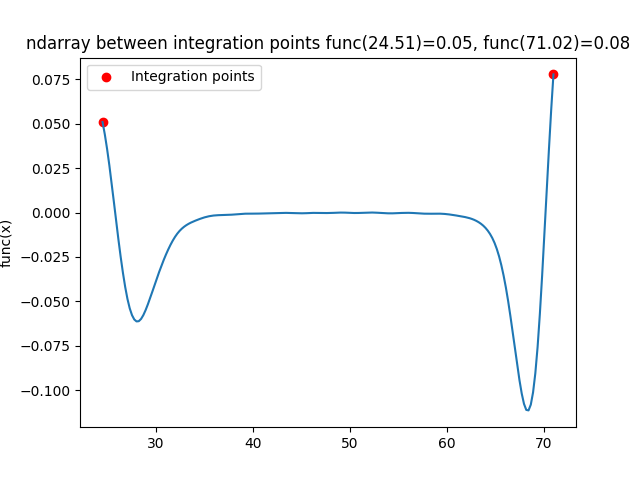 ndarray between integration points func(24.51)=0.05, func(71.02)=0.08
Integration points
func(x)
0.075
0.050
0.025
0.000
−0.025
−0.050
−0.075
−0.100
30 40 50 60 70